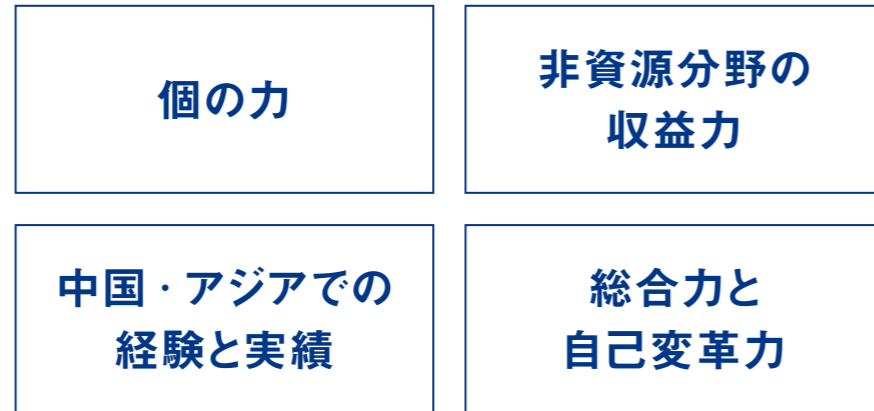 個の力
非資源分野の
収益力
中国・アジアでの
経験と実績
総合力と
自己変革力